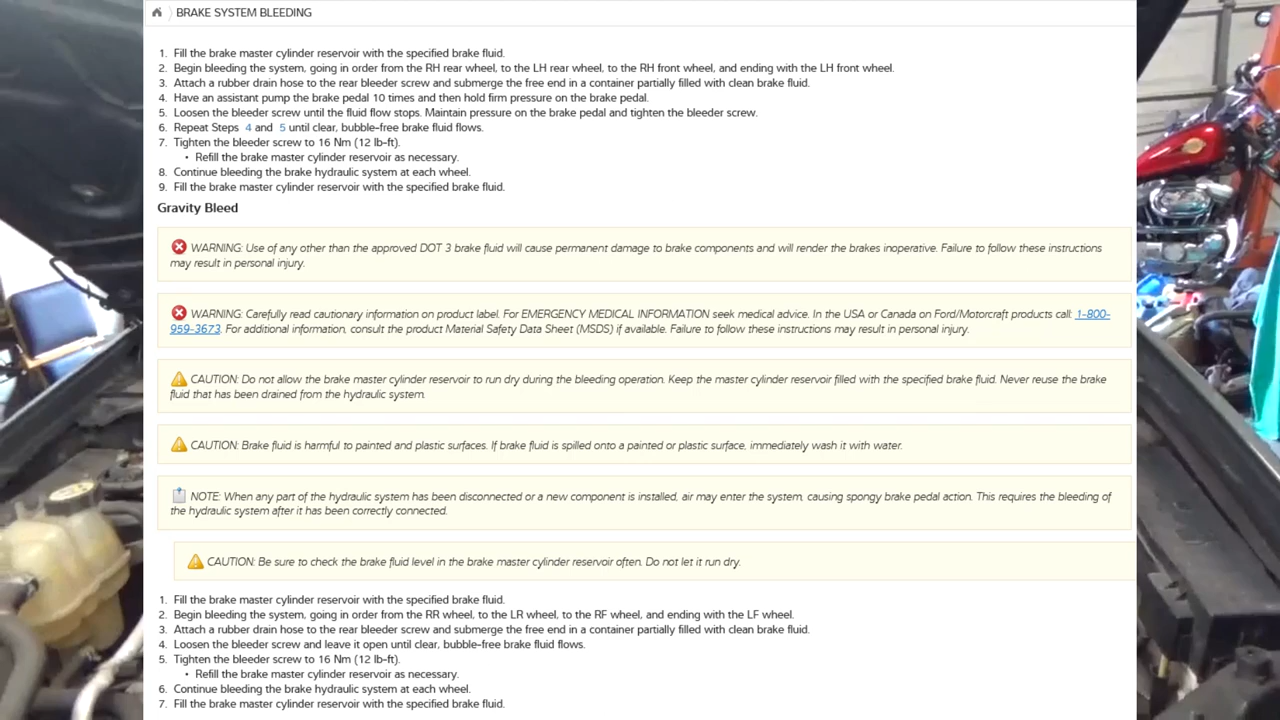 BRAKE SYSTEM BLEEDING
1. Fill the brake master cylinder reservoir with the specified brake fluid.
2. Begin bleeding the system, going in order from the RH rear wheel, to the LH rear wheel, to the RH front wheel, and ending with the LH front wheel.
3. Attach a rubber drain hose to the rear bleeder screw and submerge the free end in a container partially filled with clean brake fluid.
4. Have an assistant pump the brake pedal 10 times and then hold firm pressure on the brake pedal.
5. Loosen the bleeder screw until the fluid flow stops. Maintain pressure on the brake pedal and tighten the bleeder screw.
6. Repeat Steps 4 and 5 until clear, bubble-free brake fluid flows.
7. Tighten the bleeder screw to 16 Nm (12 lb-ft).
• Refill the brake master cylinder reservoir as necessary.
8. Continue bleeding the brake hydraulic system at each wheel.
9. Fill the brake master cylinder reservoir with the specified brake fluid.
Gravity Bleed
WARNING: Use of any other than the approved DOT 3 brake fluid will cause permanent damage to brake components and will render the brakes inoperative. Failure to follow these instructions
may result in personal injury.
WARNING: Carefully read cautionary information on product label. For EMERGENCY MEDICAL INFORMATION seek medical advice. In the USA or Canada on Ford/Motorcraft products call: 1-800-
959-3673. For additional information, consult the product Material Safety Data Sheet (MSDS) if available. Failure to follow these instructions may result in personal injury.
CAUTION: Do not allow the brake master cylinder reservoir to run dry during the bleeding operation. Keep the master cylinder reservoir filled with the specified brake fluid. Never reuse the brake
fluid that has been drained from the hydraulic system.
CAUTION: Brake fluid is harmful to painted and plastic surfaces. If brake fluid is spilled onto a painted or plastic surface, immediately wash it with water.
NOTE: When any part of the hydraulic system has been disconnected or a new component is installed, air may enter the system, causing spongy brake pedal action. This requires the bleeding of
the hydraulic system after it has been correctly connected.
CAUTION: Be sure to check the brake fluid level in the brake master cylinder reservoir often. Do not let it run dry.
1. Fill the brake master cylinder reservoir with the specified brake fluid.
2. Begin bleeding the system, going in order from the RR wheel, to the LR wheel, to the RF wheel, and ending with the LF wheel.
3. Attach a rubber drain hose to the rear bleeder screw and submerge the free end in a container partially filled with clean brake fluid.
4. Loosen the bleeder screw and leave it open until clear, bubble-free brake fluid flows.
5. Tighten the bleeder screw to 16 Nm (12 lb-ft).
• Refill the brake master cylinder reservoir as necessary.
6. Continue bleeding the brake hydraulic system at each wheel.
7. Fill the brake master cylinder reservoir with the specified brake fluid.